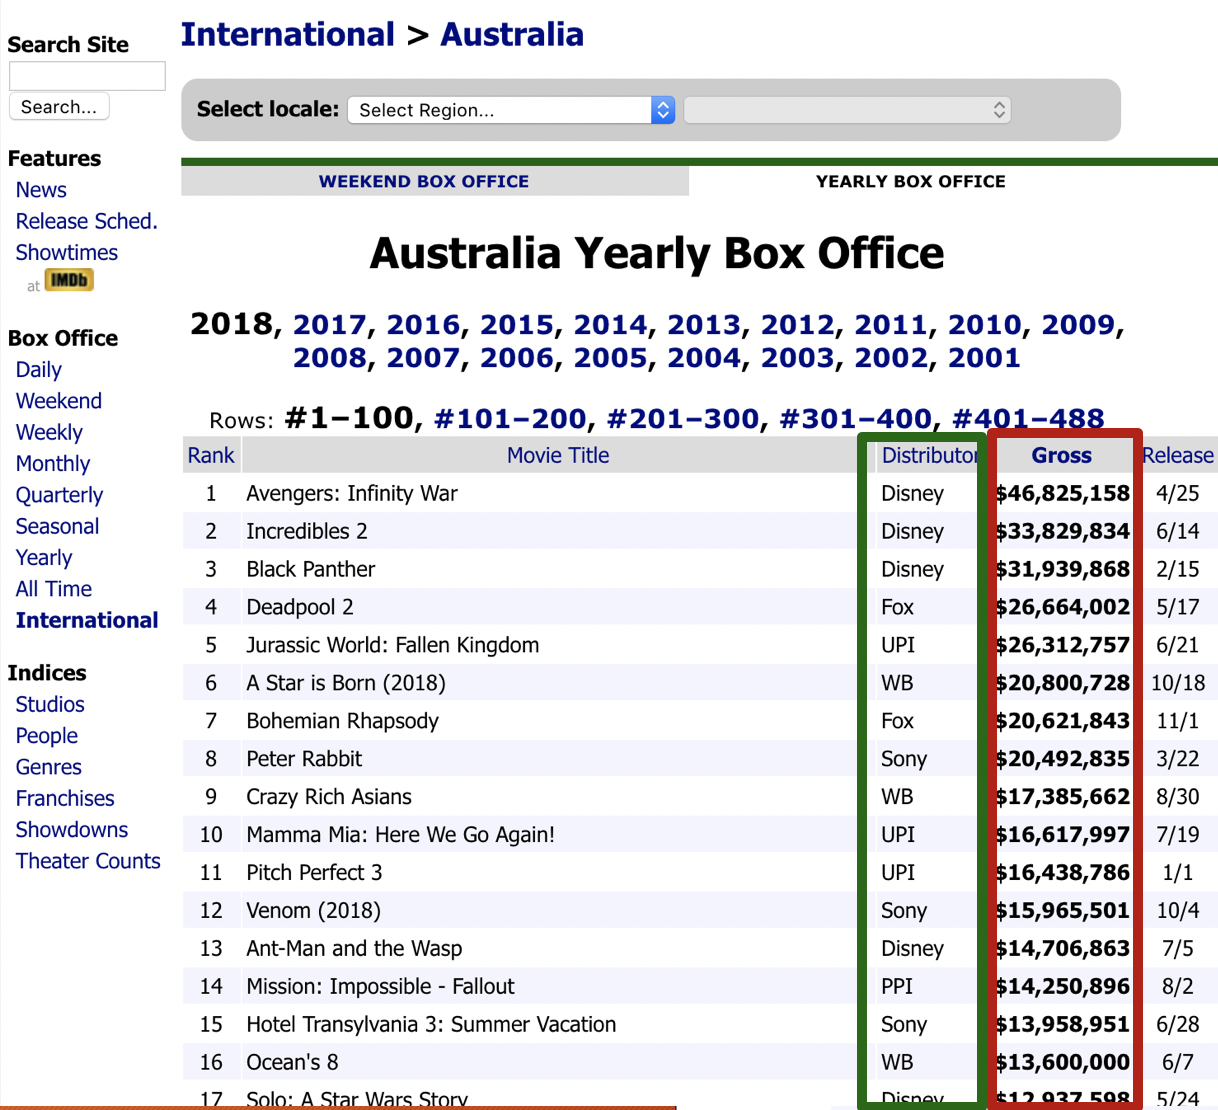 International > Australia
Search Site
Search...
Select locale: Select Region...
Features
News
Release Sched.
Showtimes
at IMDb
WEEKEND BOX OFFICE YEARLY BOX OFFICE
Australia Yearly Box Office
2018, 2017, 2016, 2015, 2014, 2013, 2012, 2011, 2010, 2009,
2008, 2007, 2006, 2005, 2004, 2003, 2002, 2001
Rows: #1–100, #101–200, #201–300, #301–400, #401–488
Box Office
Daily
Weekend
Weekly
Monthly
Quarterly
Seasonal
Yearly
All Time
International
Indices
Studios
People
Genres
Franchises
Showdowns
Theater Counts
Rank Movie Title Distributor Gross Release
1 Avengers: Infinity War Disney $46,825,158 4/25
2 Incredibles 2 Disney $33,829,834 6/14
3 Black Panther Disney $31,939,868 2/15
4 Deadpool 2 Fox $26,664,002 5/17
5 Jurassic World: Fallen Kingdom UPI $26,312,757 6/21
6 A Star is Born (2018) WB $20,800,728 10/18
7 Bohemian Rhapsody Fox $20,621,843 11/1
8 Peter Rabbit Sony $20,492,835 3/22
9 Crazy Rich Asians WB $17,385,662 8/30
10 Mamma Mia: Here We Go Again! UPI $16,617,997 7/19
11 Pitch Perfect 3 UPI $16,438,786 1/1
12 Venom (2018) Sony $15,965,501 10/4
13 Ant-Man and the Wasp Disney $14,706,863 7/5
14 Mission: Impossible - Fallout PPI $14,250,896 8/2
15 Hotel Transylvania 3: Summer Vacation Sony $13,958,951 6/28
16 Ocean's 8 WB $13,600,000 6/7
17 Solo: A Star Wars Story Disney $12,937,598 5/24